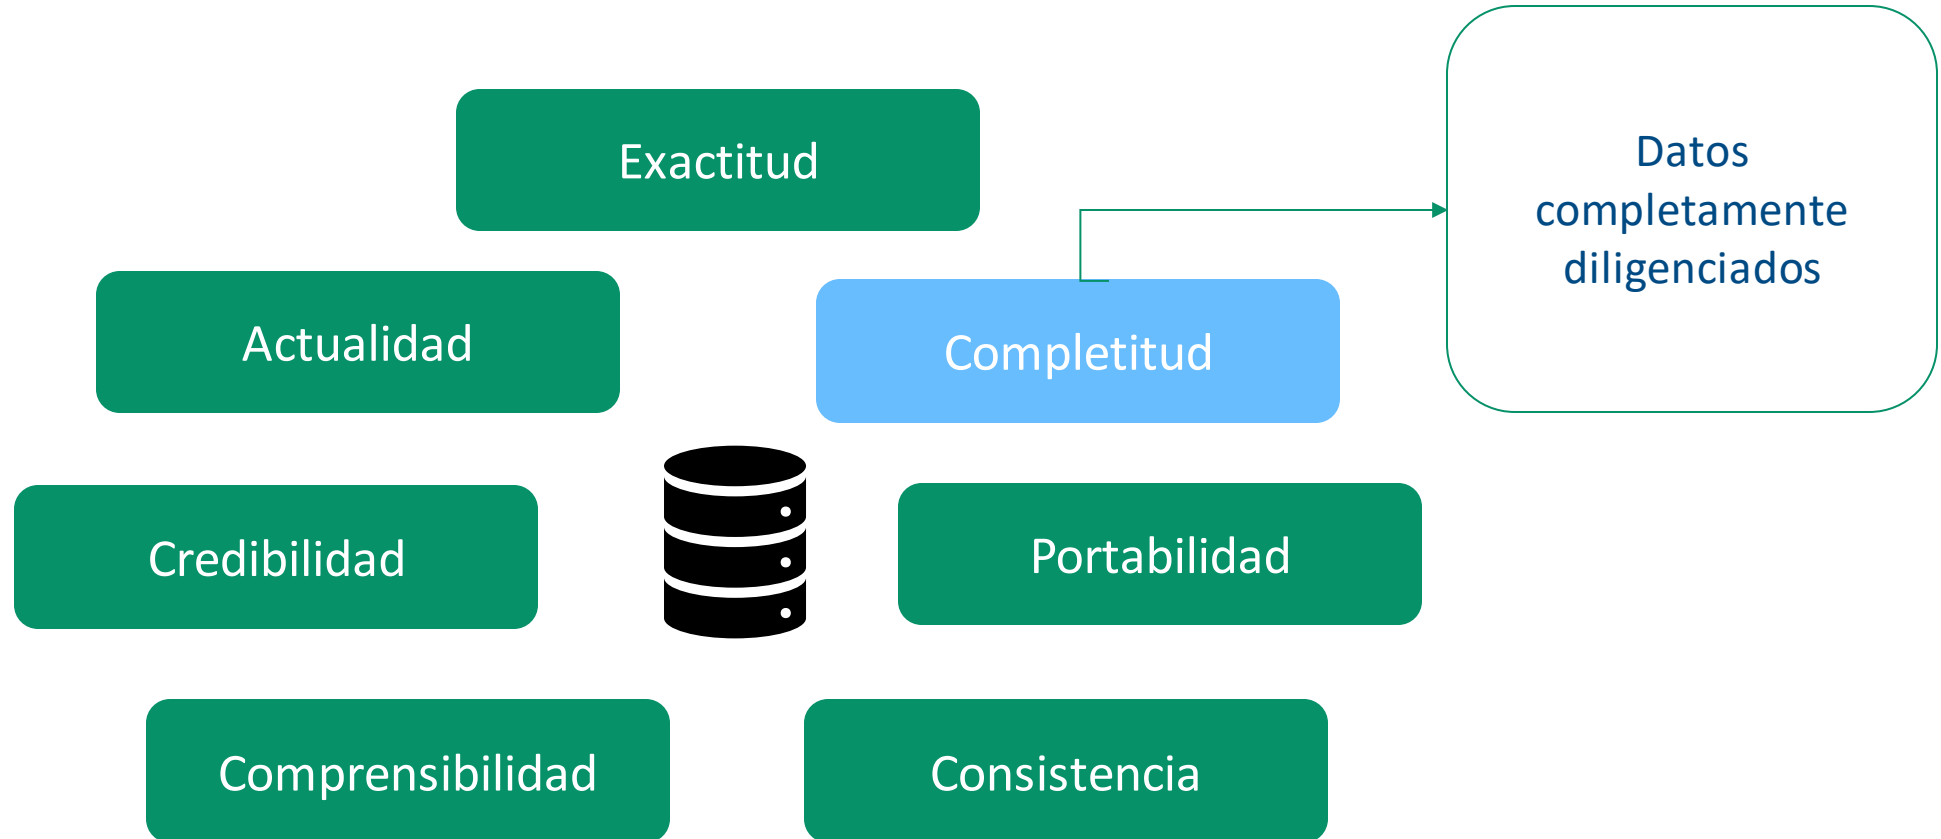 Exactitud
Datos
completamente
diligenciados
Actualidad
Completitud
Credibilidad
Portabilidad
Comprensibilidad
Consistencia